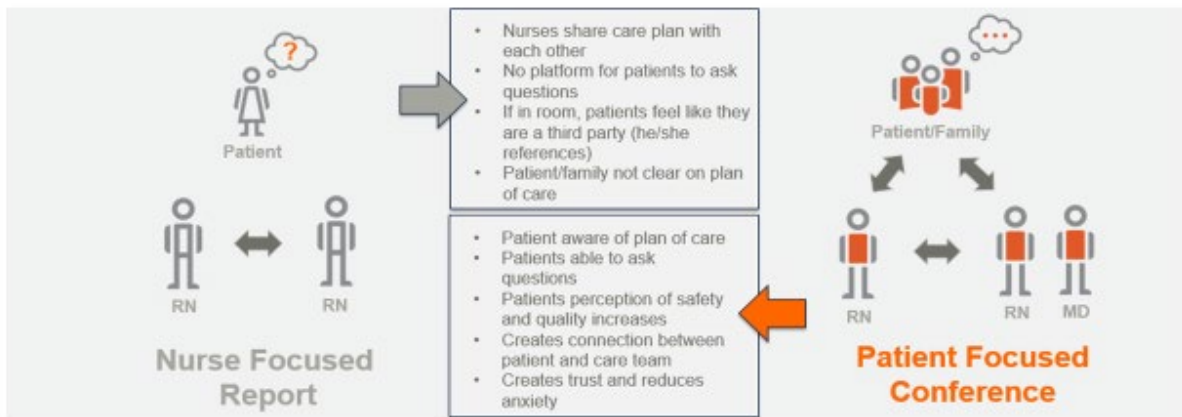 ?
Patient
RN
RN
Nurse Focused
Report
• Nurses share care plan with
each other
• No platform for patients to ask
questions
• If in room, patients feel like they
are a third party (he/she
references)
• Patient/family not clear on plan
of care
• Patient aware of plan of care
• Patients able to ask
questions
• Patients perception of safety
and quality increases
• Creates connection between
patient and care team
• Creates trust and reduces
anxiety
...
Patient/Family
RN
RN
MD
Patient Focused
Conference